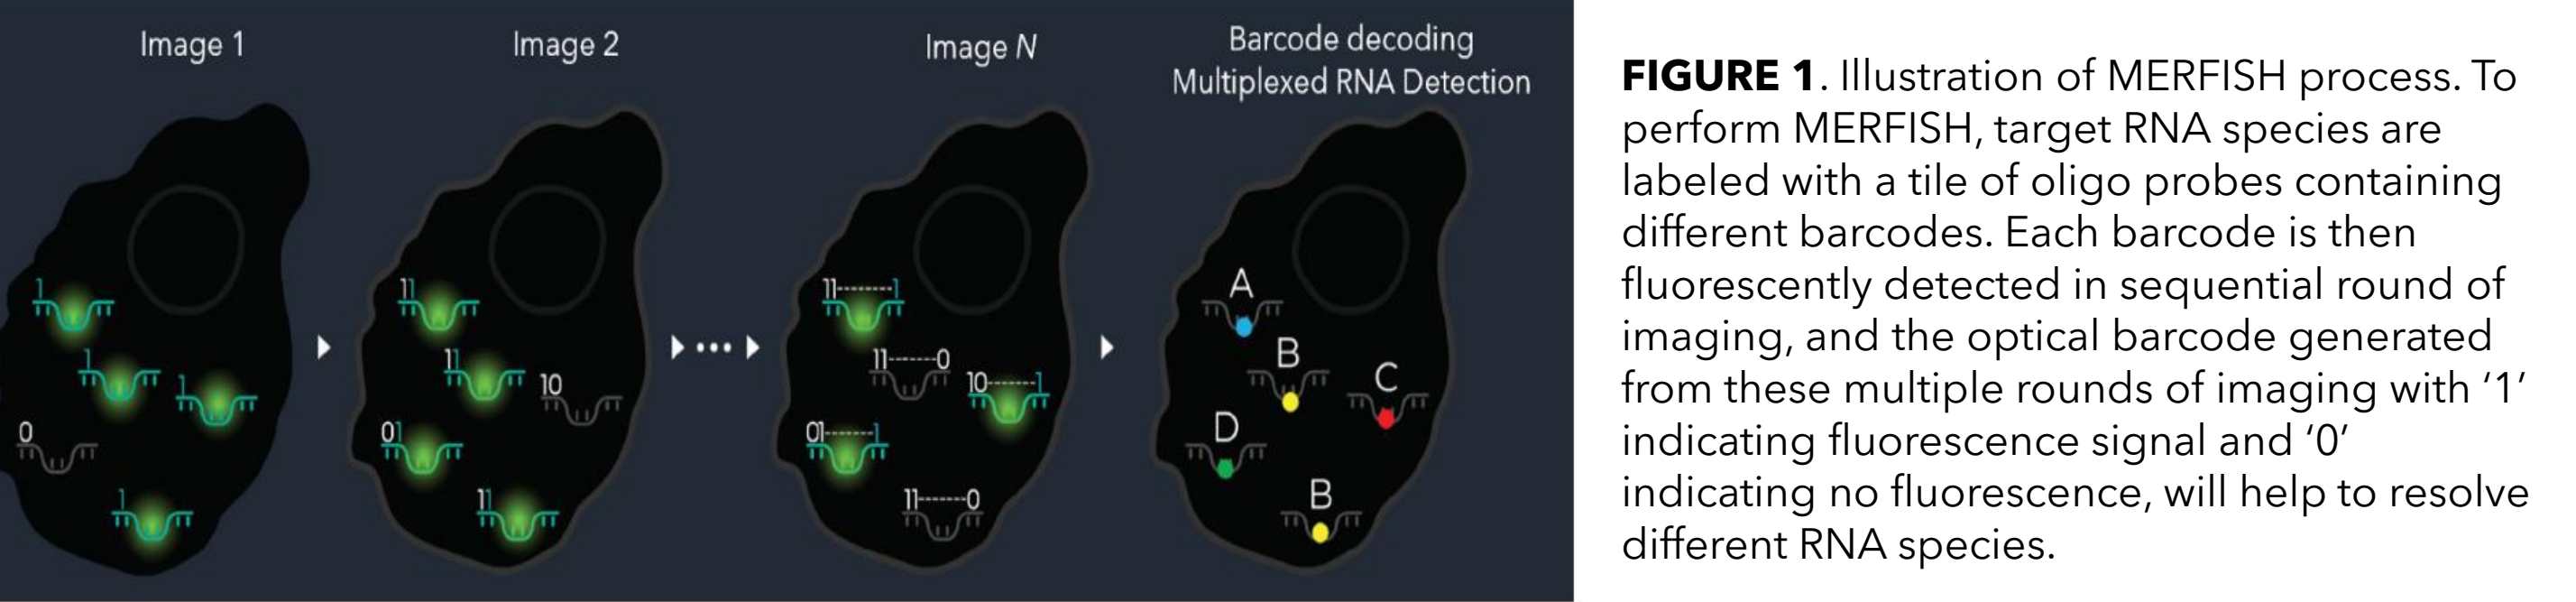 Image 1
1
1
1
0
1
Image 2
11
11
10
01
11
Image N
11--------1
11-------0
10-------1
01-------1
11-------0
Barcode decoding
Multiplexed RNA Detection
A
B
C
D
B
FIGURE 1. Illustration of MERFISH process. To
perform MERFISH, target RNA species are
labeled with a tile of oligo probes containing
different barcodes. Each barcode is then
fluorescently detected in sequential round of
imaging, and the optical barcode generated
from these multiple rounds of imaging with ‘1’
indicating fluorescence signal and ‘0’
indicating no fluorescence, will help to resolve
different RNA species.